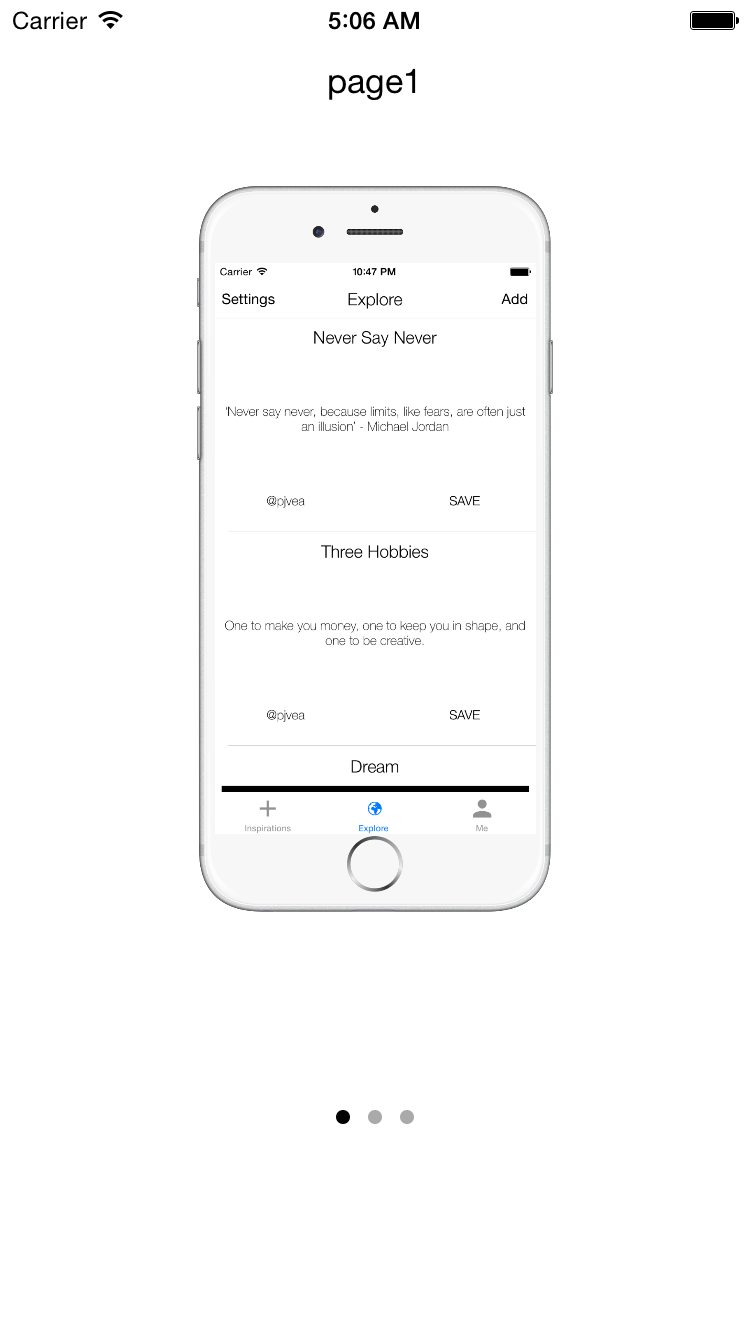 Carrier 5:06 AM
page1
Carrier 10:47 PM
Settings Explore Add
Never Say Never
'Never say never, because limits, like fears, are often just
an illusion' - Michael Jordan
@pjvea SAVE
Three Hobbies
One to make you money, one to keep you in shape, and
one to be creative.
@pjvea SAVE
Dream
Inspirations Explore Me